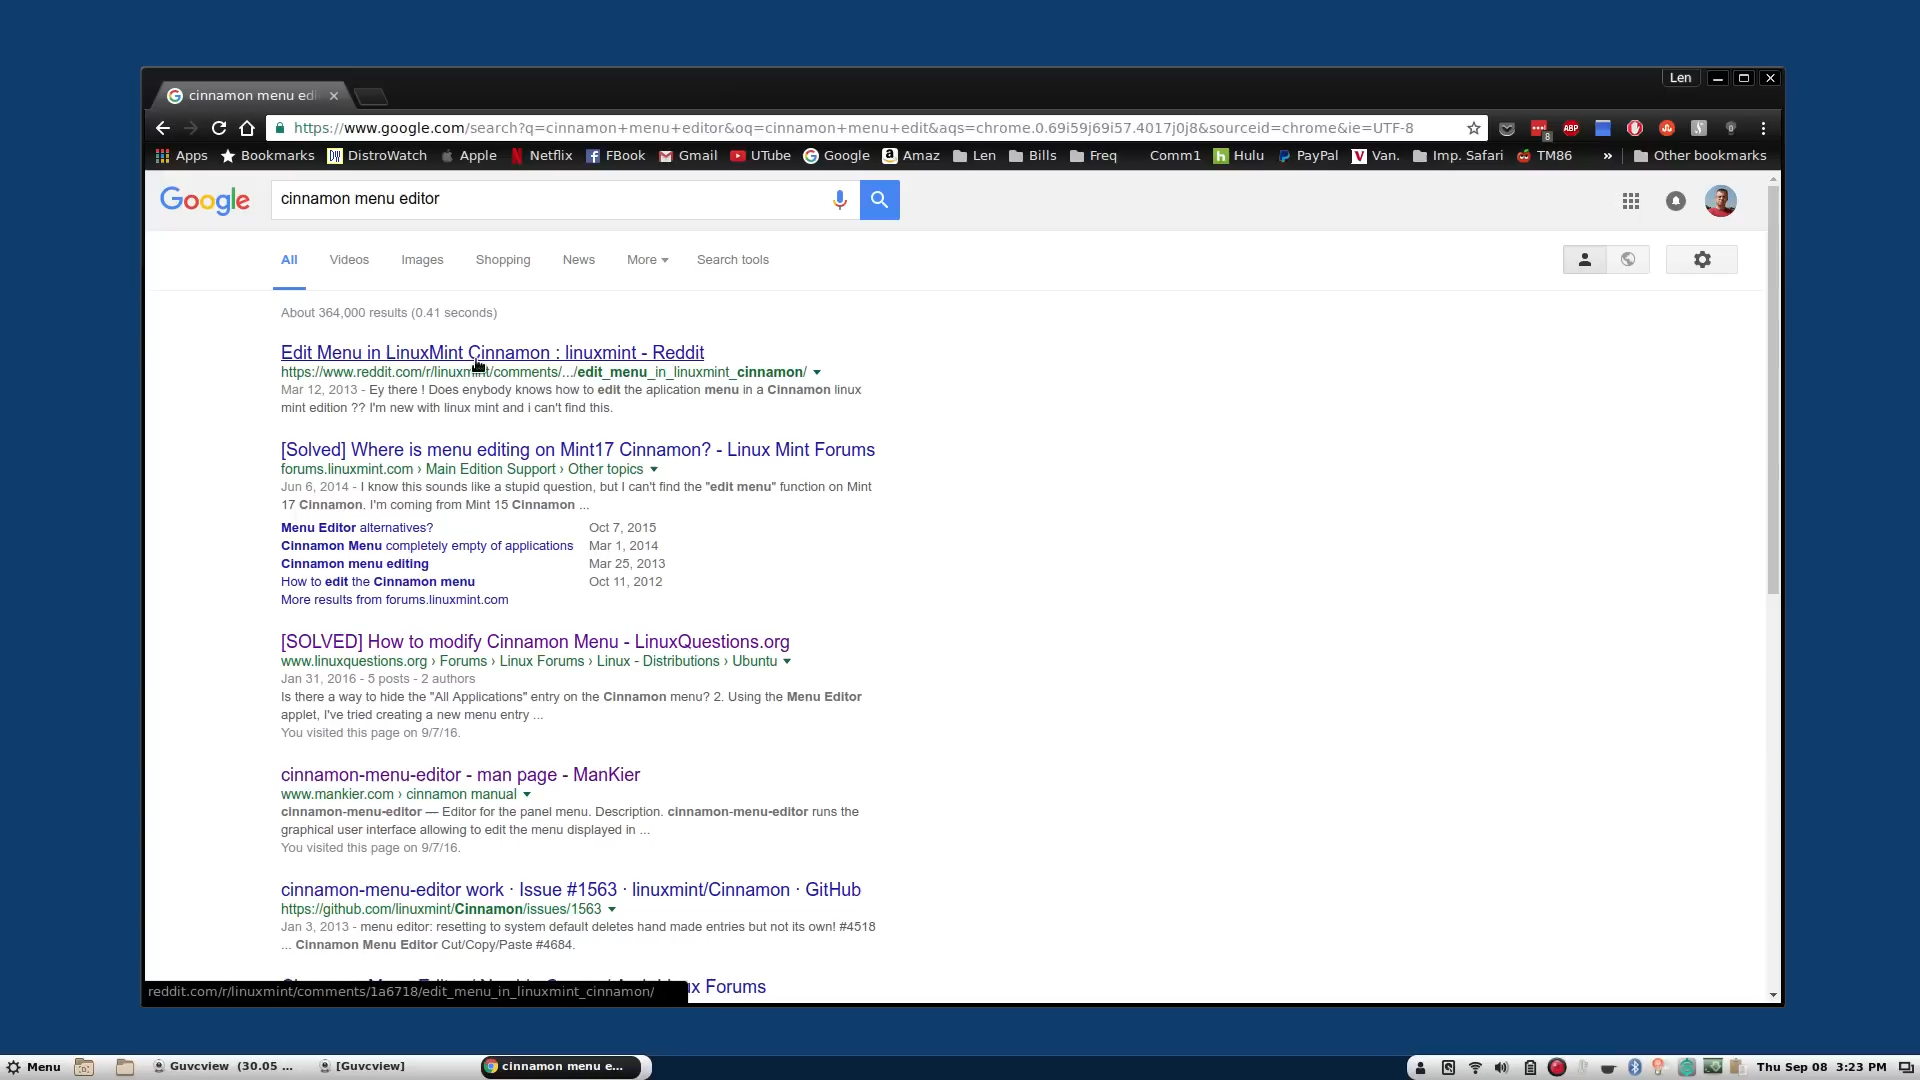 Len
cinnamon menu edi
https://www.google.com/search?q=cinnamon+menu+editor&oq=cinnamon+menu+edit&aqs=chrome.0.69i59j69i57.4017j0j8&sourceid=chrome&ie=UTF-8
8
ABP
Apps Bookmarks DW DistroWatch Apple Netflix FBook Gmail UTube Google Amaz Len Bills Freq Comm1 Hulu PayPal Van. Imp. Safari TM86 » Other bookmarks
Google
cinnamon menu editor
All Videos Images Shopping News More Search tools
About 364,000 results (0.41 seconds)
Edit Menu in LinuxMint Cinnamon : linuxmint - Reddit
https://www.reddit.com/r/linuxmint/comments/.../edit_menu_in_linuxmint_cinnamon/
Mar 12, 2013 - Ey there ! Does enybody knows how to edit the aplication menu in a Cinnamon linux
mint edition ?? I'm new with linux mint and i can't find this.
[Solved] Where is menu editing on Mint17 Cinnamon? - Linux Mint Forums
forums.linuxmint.com › Main Edition Support › Other topics
Jun 6, 2014 - I know this sounds like a stupid question, but I can't find the "edit menu" function on Mint
17 Cinnamon. I'm coming from Mint 15 Cinnamon ...
Menu Editor alternatives? Oct 7, 2015
Cinnamon Menu completely empty of applications Mar 1, 2014
Cinnamon menu editing Mar 25, 2013
How to edit the Cinnamon menu Oct 11, 2012
More results from forums.linuxmint.com
[SOLVED] How to modify Cinnamon Menu - LinuxQuestions.org
www.linuxquestions.org › Forums › Linux Forums › Linux - Distributions › Ubuntu
Jan 31, 2016 - 5 posts - 2 authors
Is there a way to hide the "All Applications" entry on the Cinnamon menu? 2. Using the Menu Editor
applet, I've tried creating a new menu entry ...
You visited this page on 9/7/16.
cinnamon-menu-editor - man page - ManKier
www.mankier.com › cinnamon manual
cinnamon-menu-editor — Editor for the panel menu. Description. cinnamon-menu-editor runs the
graphical user interface allowing to edit the menu displayed in ...
You visited this page on 9/7/16.
cinnamon-menu-editor work · Issue #1563 · linuxmint/Cinnamon · GitHub
https://github.com/linuxmint/Cinnamon/issues/1563
Jan 3, 2013 - menu editor: resetting to system default deletes hand made entries but not its own! #4518
... Cinnamon Menu Editor Cut/Copy/Paste #4684.
x Forums
reddit.com/r/linuxmint/comments/1a6718/edit_menu_in_linuxmint_cinnamon/
Menu Guvcview (30.05 ... [Guvcview] cinnamon menu e... Thu Sep 08 3:23 PM